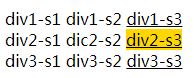 div1-s1 div1-s2 div1-s3
div2-s1 dic2-s2 div2-s3
div3-s1 div3-s2 div3-s3